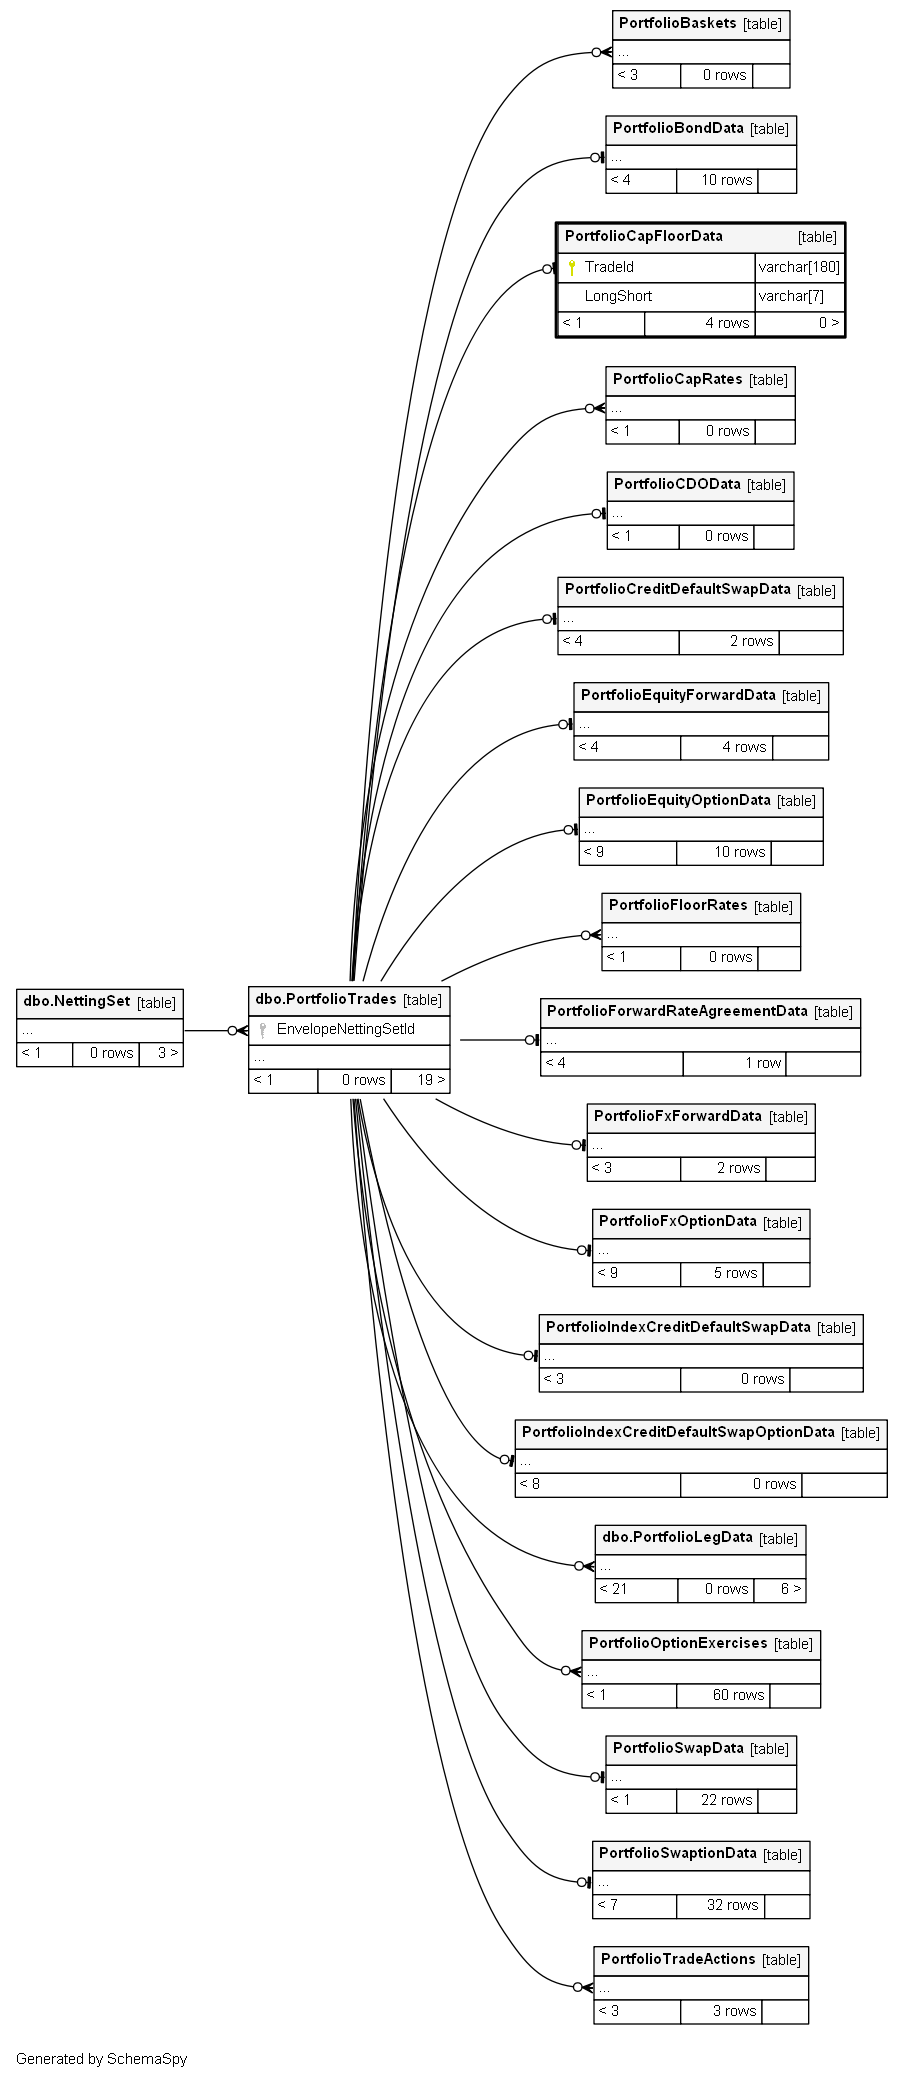 PortfolioBaskets [table]
...
< 3 0 rows
PortfolioBondData [table]
...
< 4 10 rows
PortfolioCapFloorData [table]
TradeId varchar[180]
LongShort varchar[7]
< 1 4 rows 0 >
PortfolioCapRates [table]
...
< 1 0 rows
PortfolioCDOData [table]
...
< 1 0 rows
PortfolioCreditDefaultSwapData [table]
...
< 4 2 rows
PortfolioEquityForwardData [table]
...
< 4 4 rows
PortfolioEquityOptionData [table]
...
< 9 10 rows
PortfolioFloorRates [table]
...
< 1 0 rows
dbo.NettingSet [table]
...
< 1 0 rows 3 >
dbo.PortfolioTrades [table]
EnvelopeNettingSetId
...
< 1 0 rows 19 >
PortfolioForwardRateAgreementData [table]
...
< 4 1 row
PortfolioFxForwardData [table]
...
< 3 2 rows
PortfolioFxOptionData [table]
...
< 9 5 rows
PortfolioIndexCreditDefaultSwapData [table]
...
< 3 0 rows
PortfolioIndexCreditDefaultSwapOptionData [table]
...
< 8 0 rows
dbo.PortfolioLegData [table]
...
< 21 0 rows 6 >
PortfolioOptionExercises [table]
...
< 1 60 rows
PortfolioSwapData [table]
...
< 1 22 rows
PortfolioSwaptionData [table]
...
< 7 32 rows
PortfolioTradeActions [table]
...
< 3 3 rows
Generated by SchemaSpy